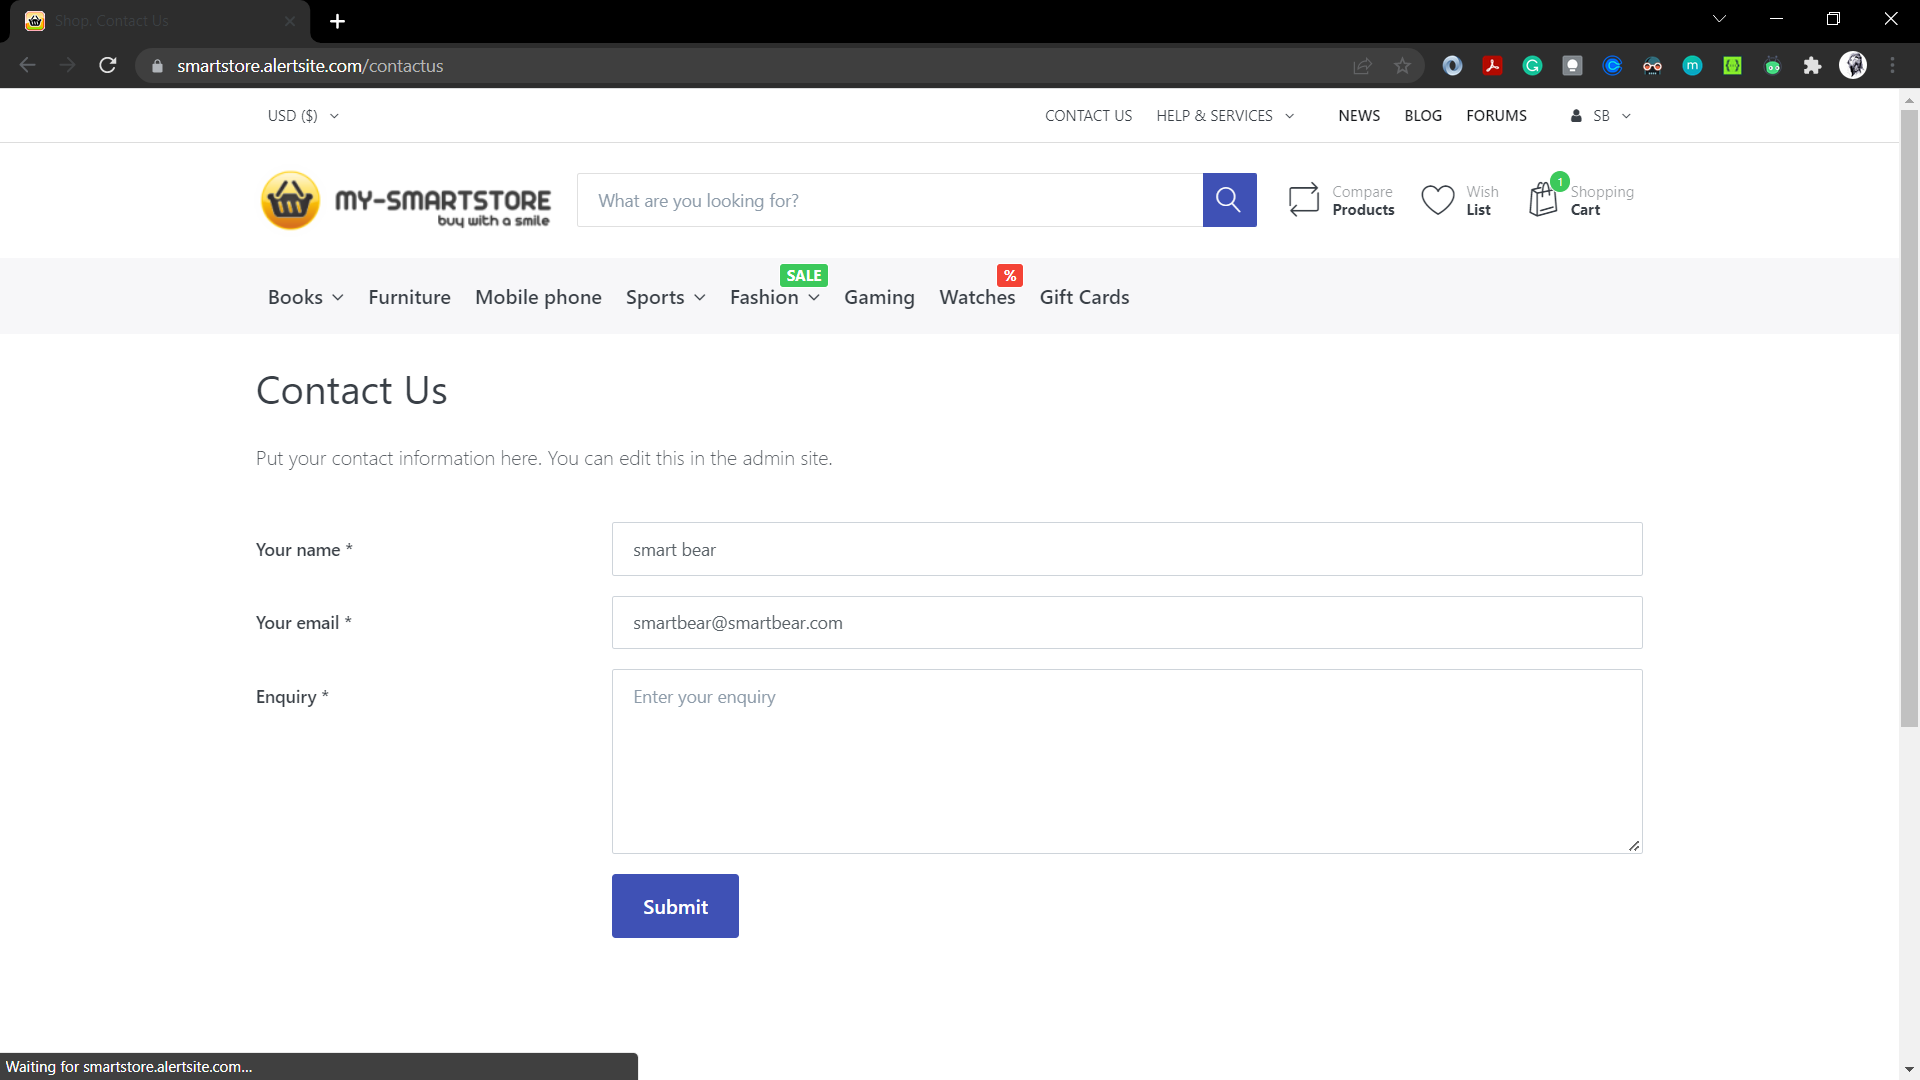 Shop. Contact Us
smartstore.alertsite.com/contactus
USD ($) CONTACT US HELP & SERVICES NEWS BLOG FORUMS SB
MY-SMARTSTORE
buy with a smile
What are you looking for?
Compare
Products
Wish
List
1
Shopping
Cart
SALE %
Books Furniture Mobile phone Sports Fashion Gaming Watches Gift Cards
Contact Us
Put your contact information here. You can edit this in the admin site.
Your name * smart bear
Your email * smartbear@smartbear.com
Enquiry * Enter your enquiry
Submit
Waiting for smartstore.alertsite.com...